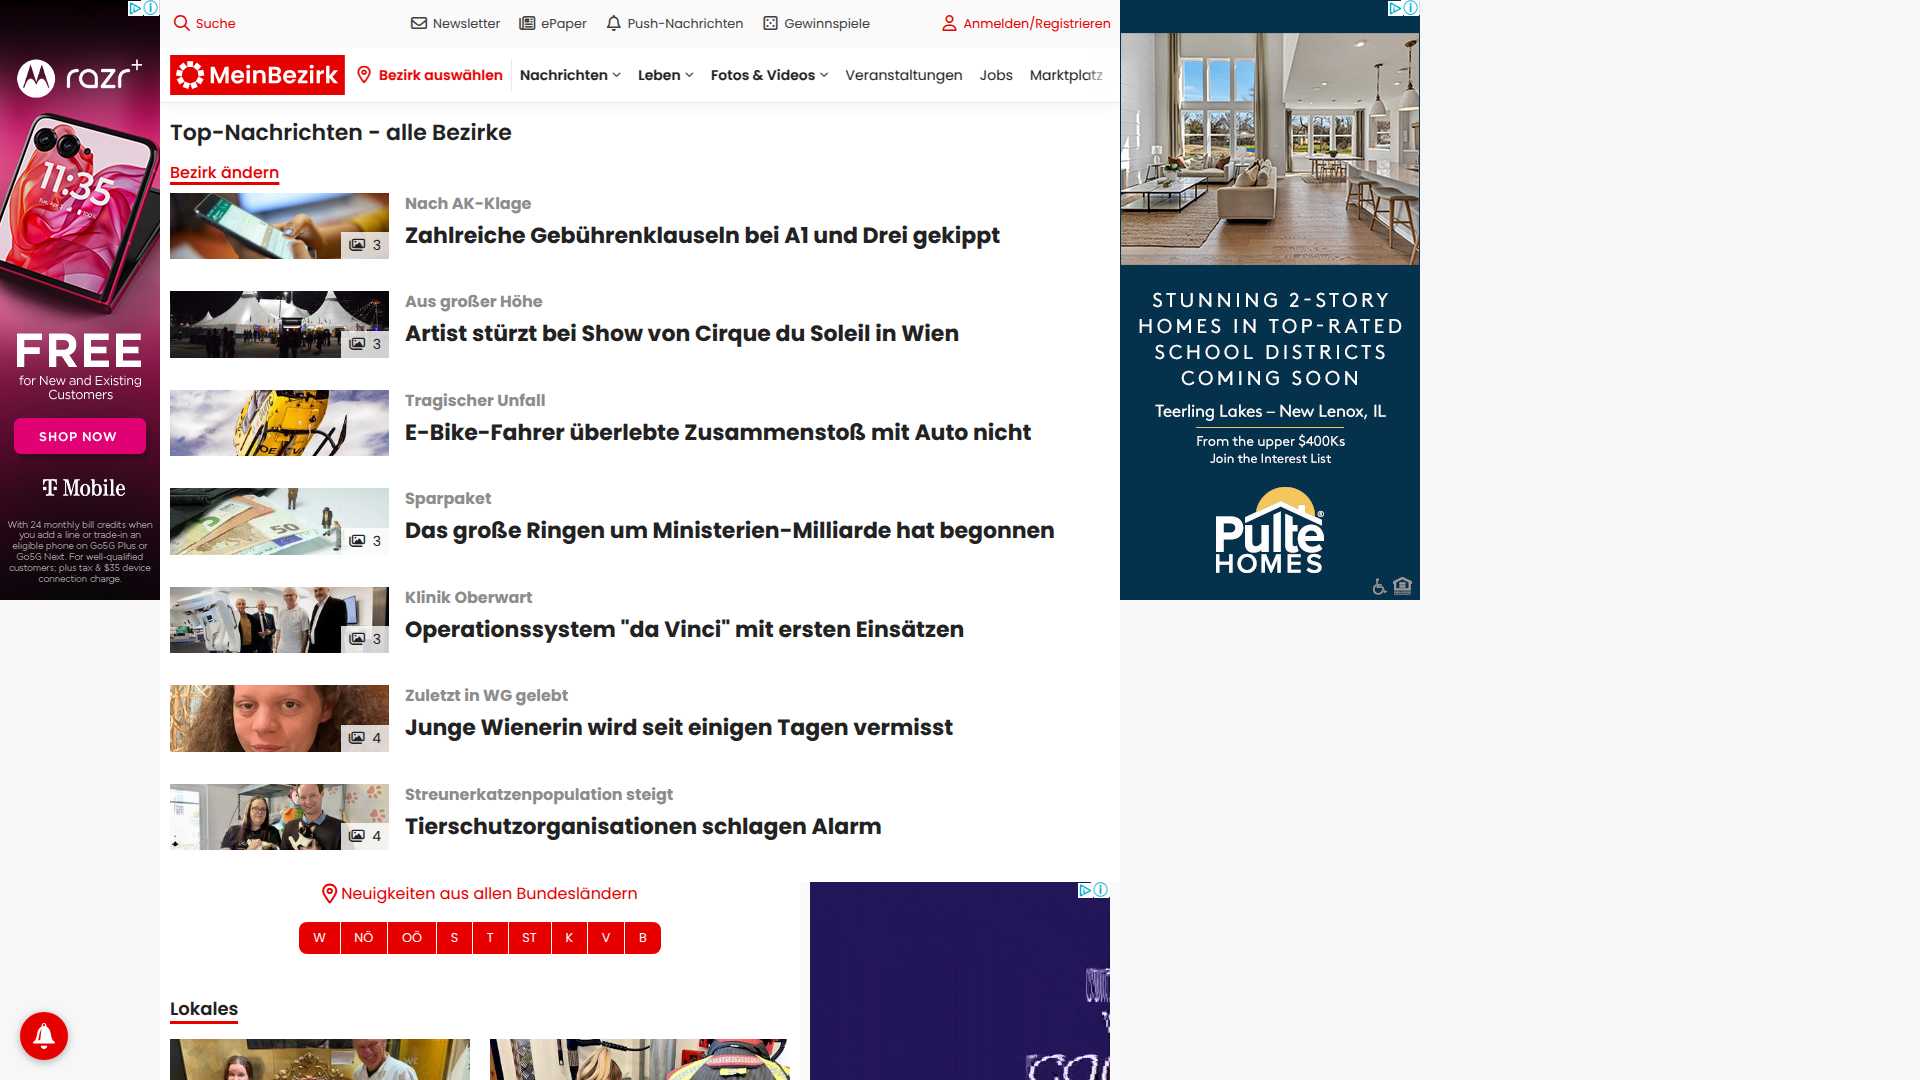 Suche
Newsletter
ePaper
Push-Nachrichten
Gewinnspiele
Anmelden/Registrieren
MeinBezirk
Bezirk auswählen
Nachrichten
Leben
Fotos & Videos
Veranstaltungen
Jobs
Marktplatz
Top-Nachrichten - alle Bezirke
Bezirk ändern
3
Nach AK-Klage
Zahlreiche Gebührenklauseln bei A1 und Drei gekippt
3
Aus großer Höhe
Artist stürzt bei Show von Cirque du Soleil in Wien
Tragischer Unfall
E-Bike-Fahrer überlebte Zusammenstoß mit Auto nicht
3
Sparpaket
Das große Ringen um Ministerien-Milliarde hat begonnen
3
Klinik Oberwart
Operationssystem "da Vinci" mit ersten Einsätzen
4
Zuletzt in WG gelebt
Junge Wienerin wird seit einigen Tagen vermisst
4
Streunerkatzenpopulation steigt
Tierschutzorganisationen schlagen Alarm
Neuigkeiten aus allen Bundesländern
W NÖ OÖ S T ST K V B
Lokales
razr+
11:35
FREE
for New and Existing
Customers
SHOP NOW
T Mobile
With 24 monthly bill credits when
you add a line or trade-in an
eligible phone on Go5G Plus or
Go5G Next. For well-qualified
customers; plus tax & $35 device
connection charge.
STUNNING 2-STORY
HOMES IN TOP-RATED
SCHOOL DISTRICTS
COMING SOON
Teerling Lakes – New Lenox, IL
From the upper $400Ks
Join the Interest List
Pulte®
HOMES